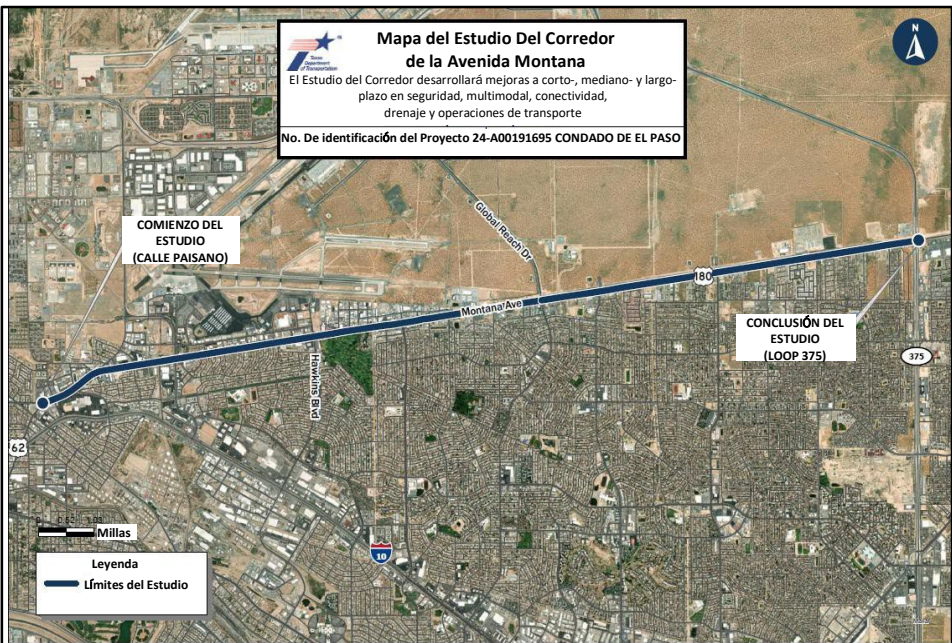 Texas
Department
of Transportation
Mapa del Estudio Del Corredor
de la Avenida Montana
El Estudio del Corredor desarrollará mejoras a corto-, mediano- y largo-
plazo en seguridad, multimodal, conectividad,
drenaje y operaciones de transporte
No. De identificación del Proyecto 24-A00191695 CONDADO DE EL PASO
N
COMIENZO DEL
ESTUDIO
(CALLE PAISANO)
Global Reach Dr
180
Montana Ave
CONCLUSIÓN DEL
ESTUDIO
(LOOP 375)
375
Hawkins Blvd
62
Millas
10
Leyenda
Límites del Estudio